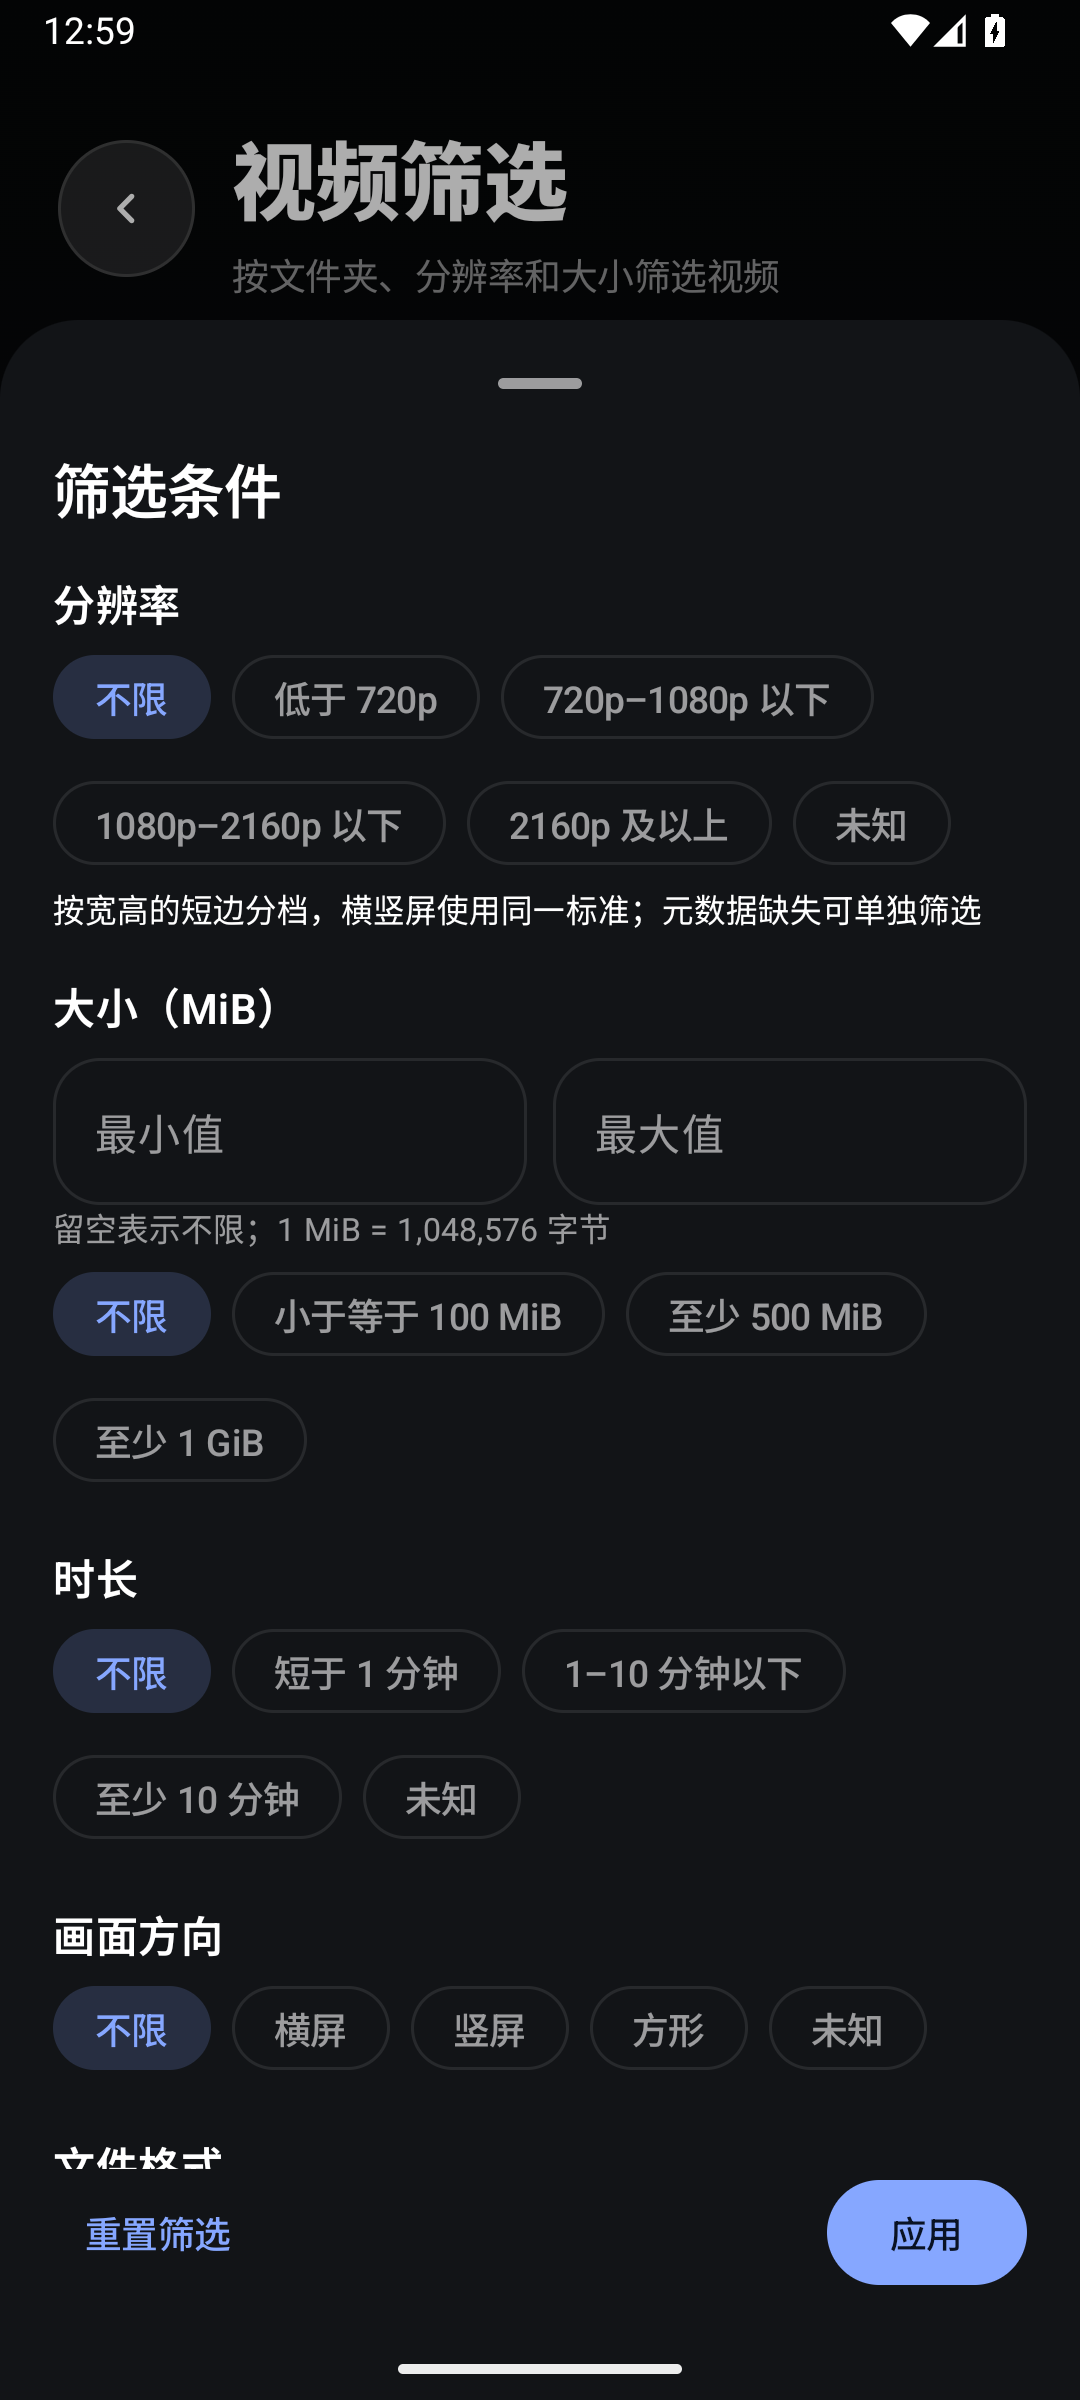 12:59
视频筛选
按文件夹、分辨率和大小筛选视频
筛选条件
分辨率
不限 低于 720p 720p–1080p 以下
1080p–2160p 以下 2160p 及以上 未知
按宽高的短边分档，横竖屏使用同一标准；元数据缺失可单独筛选
大小（MiB）
最小值 最大值
留空表示不限；1 MiB = 1,048,576 字节
不限 小于等于 100 MiB 至少 500 MiB
至少 1 GiB
时长
不限 短于 1 分钟 1–10 分钟以下
至少 10 分钟 未知
画面方向
不限 横屏 竖屏 方形 未知
文件格式
重置筛选 应用